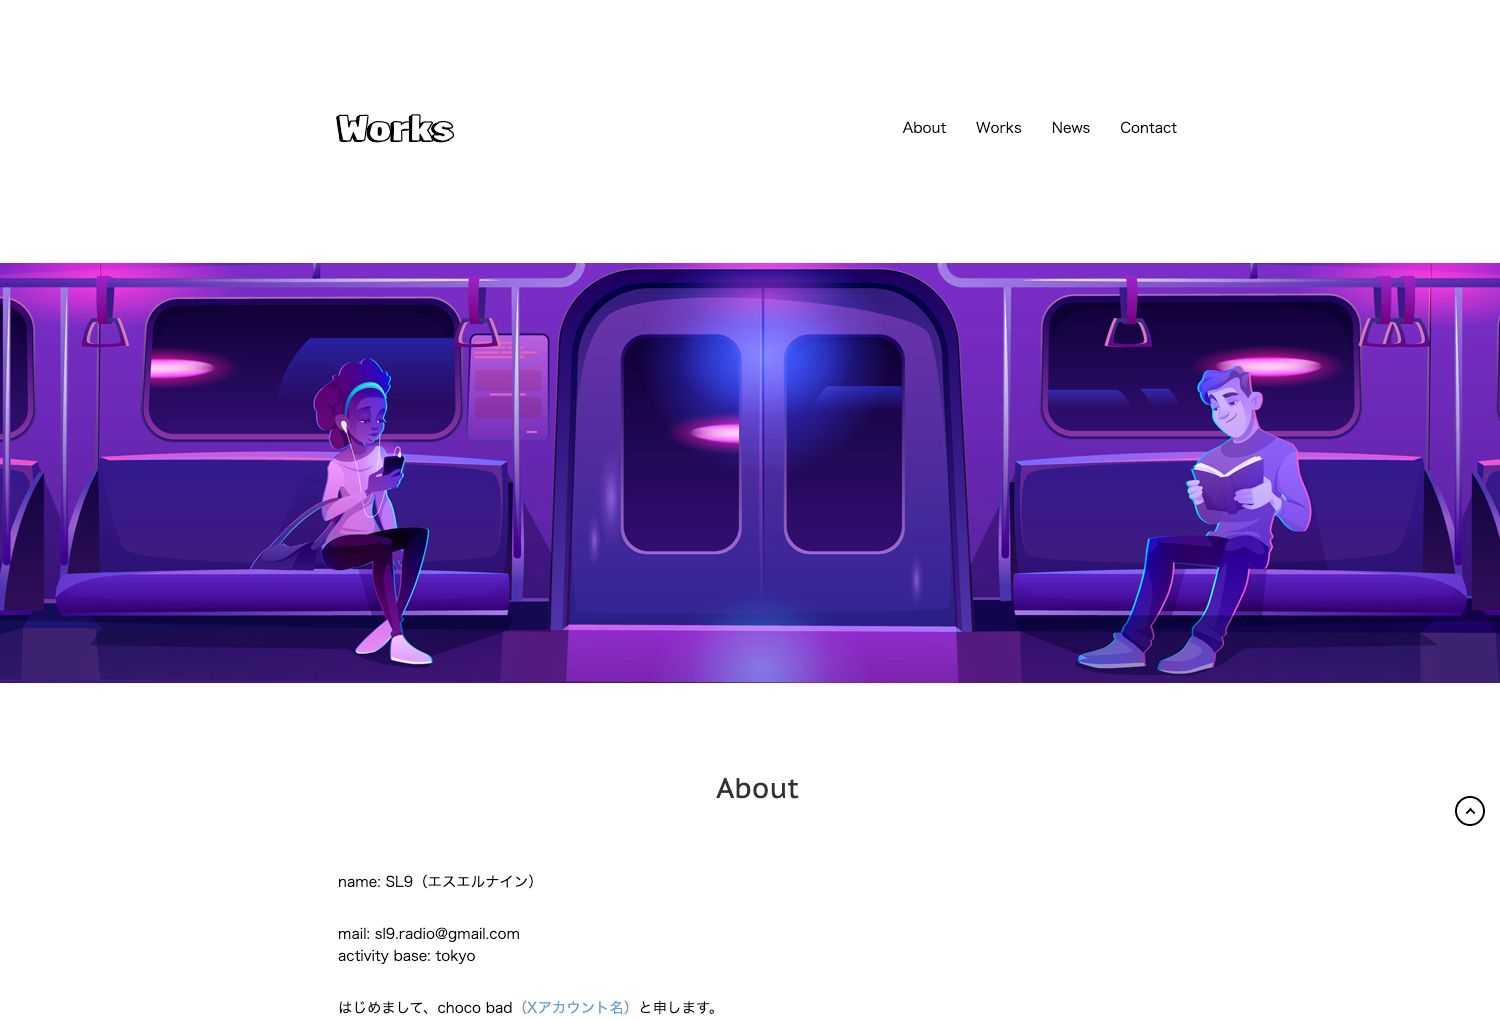 Works
About
Works
News
Contact
About
name: SL9（エスエルナイン）
mail: sl9.radio@gmail.com
activity base: tokyo
はじめまして、choco bad（Xアカウント名）と申します。